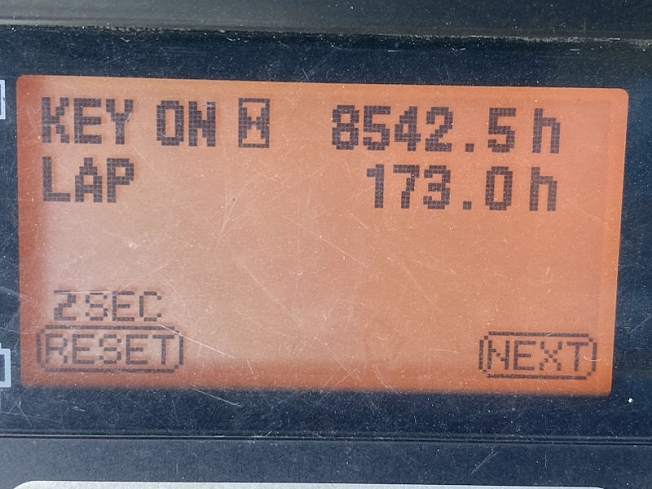 KEY ON 8542.5h
LAP 173.0h
2SEC
RESET NEXT